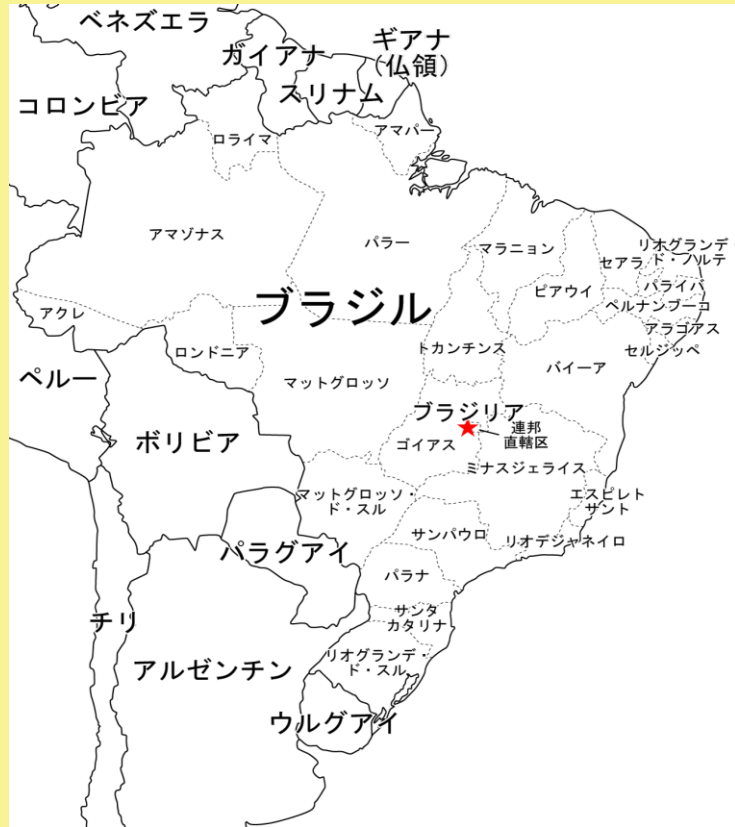 ベネズエラ
ガイアナ
ギアナ
(仏領)
スリナム
コロンビア
アマパー
ロライマ
アマゾナス
パラー
マラニョン
セアラ
リオグランデ・
ド・ノルテ
ピアウイ
パライバ
ペルナンブーコ
アクレ
ブラジル
アラゴアス
セルジッペ
ロンドニア
トカンチンス
バイーア
ペルー
マットグロッソ
ブラジリア
連邦
直轄区
ボリビア
ゴイアス
ミナスジェライス
マットグロッソ・
ド・スル
エスピレト
サント
サンパウロ
リオデジャネイロ
パラグアイ
パラナ
チリ
サンタ
カタリナ
アルゼンチン
リオグランデ・
ド・スル
ウルグアイ